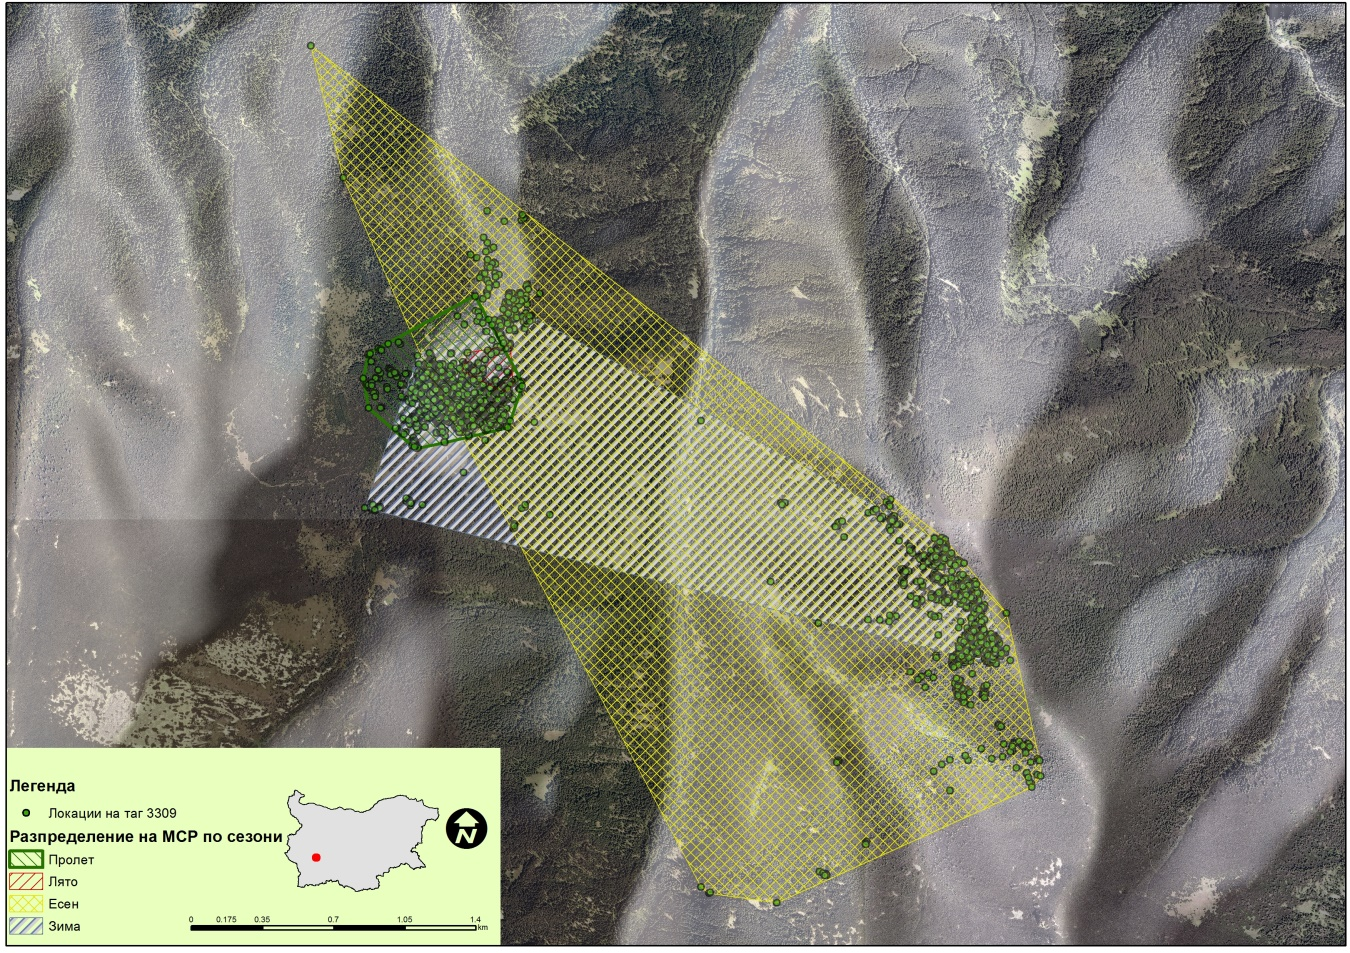 Легенда
Локации на таг 3309
Разпределение на МСР по сезони
Пролет
Лято
Есен
Зима
N
0 0.175 0.35 0.7 1.05 1.4
km